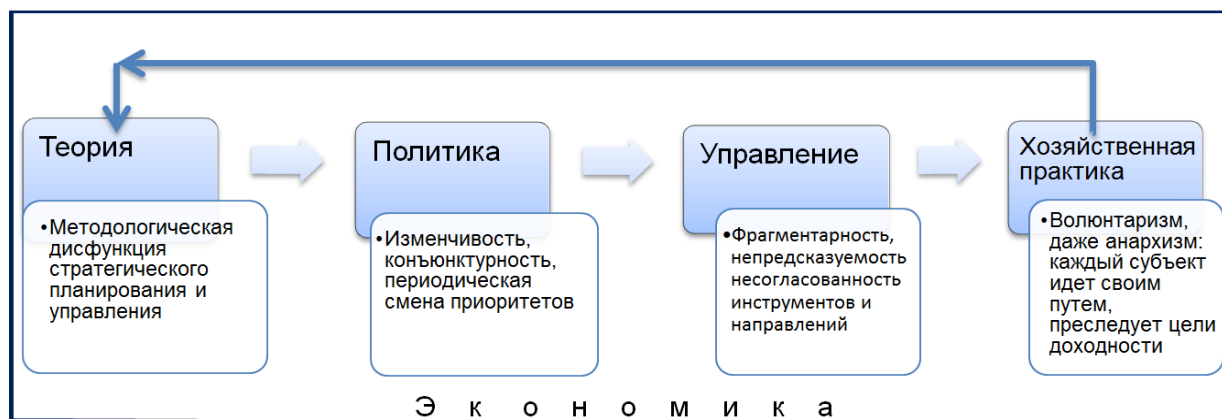 Теория
•Методологическая
дисфункция
стратегического
планирования и
управления
Политика
•Изменчивость,
конъюнктурность,
периодическая
смена приоритетов
Управление
•Фрагментарность,
непредсказуемость
несогласованность
инструментов и
направлений
Хозяйственная
практика
•Волюнтаризм,
даже анархизм:
каждый субъект
идет своим
путем,
преследует цели
доходности
Э к о н о м и к а